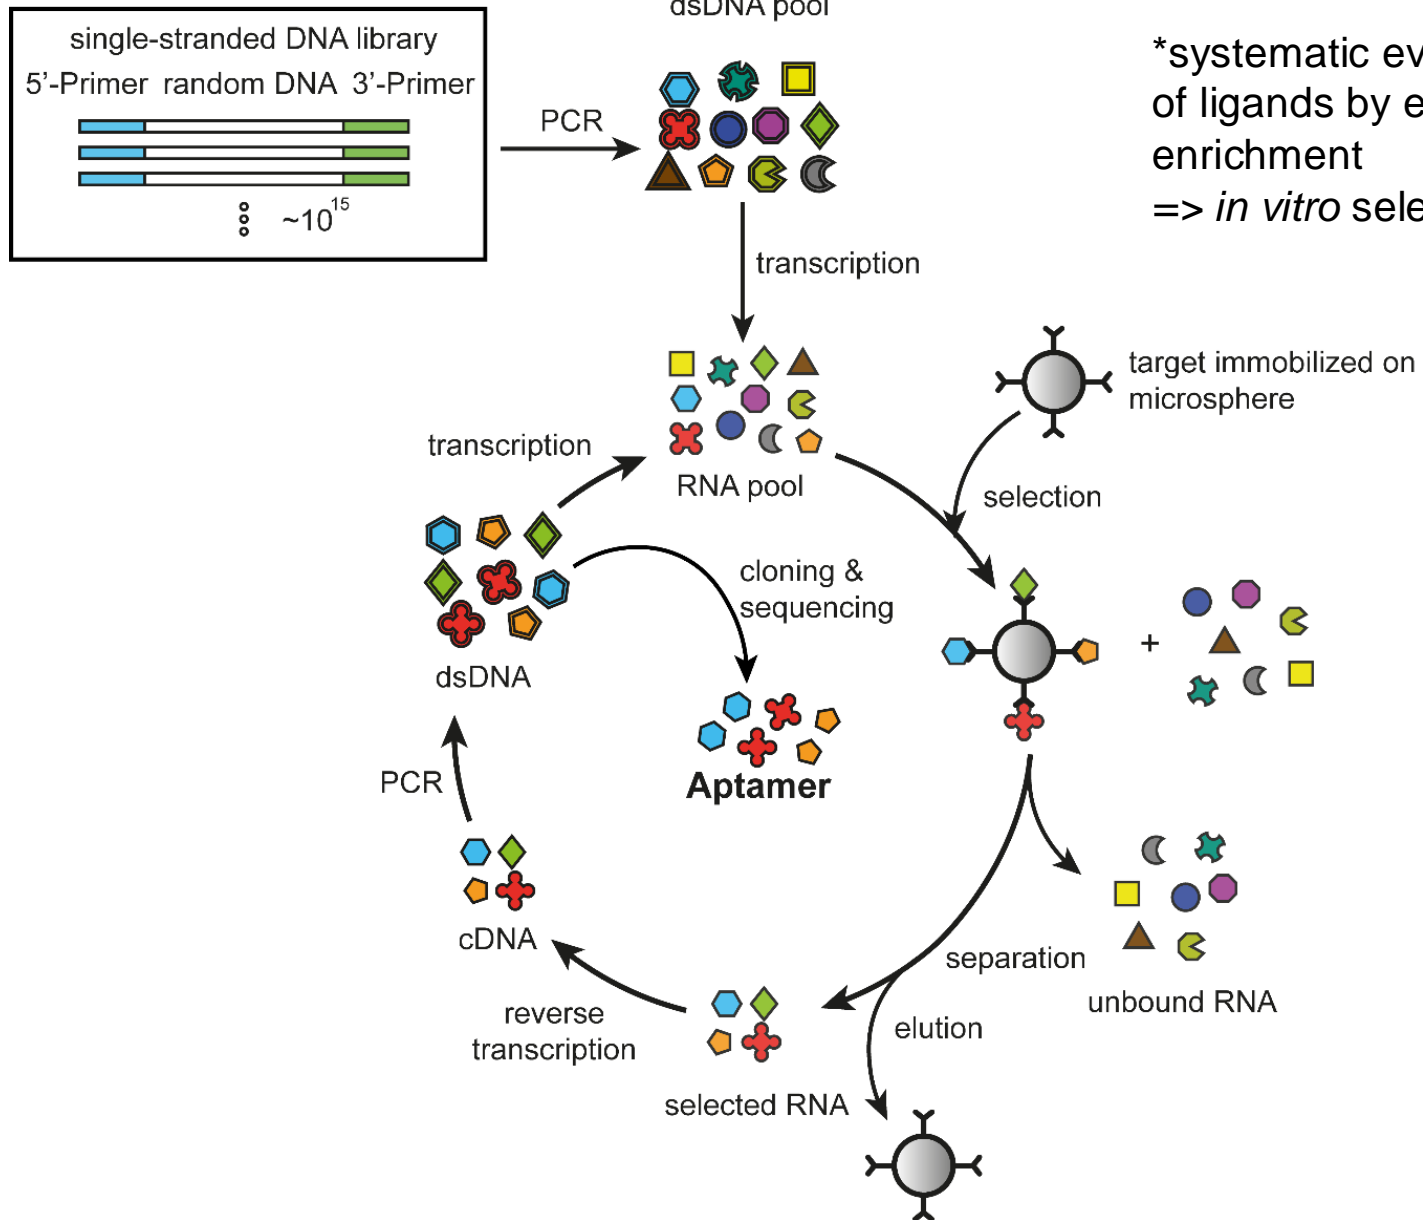 dsDNA pool
single-stranded DNA library
5'-Primer random DNA 3'-Primer
~10^15
PCR
*systematic
of ligands by
enrichment
=> in vitro
transcription
target immobilized on
microsphere
transcription
RNA pool
selection
cloning &
sequencing
+
dsDNA
Aptamer
PCR
cDNA
separation
unbound RNA
reverse
transcription
elution
selected RNA